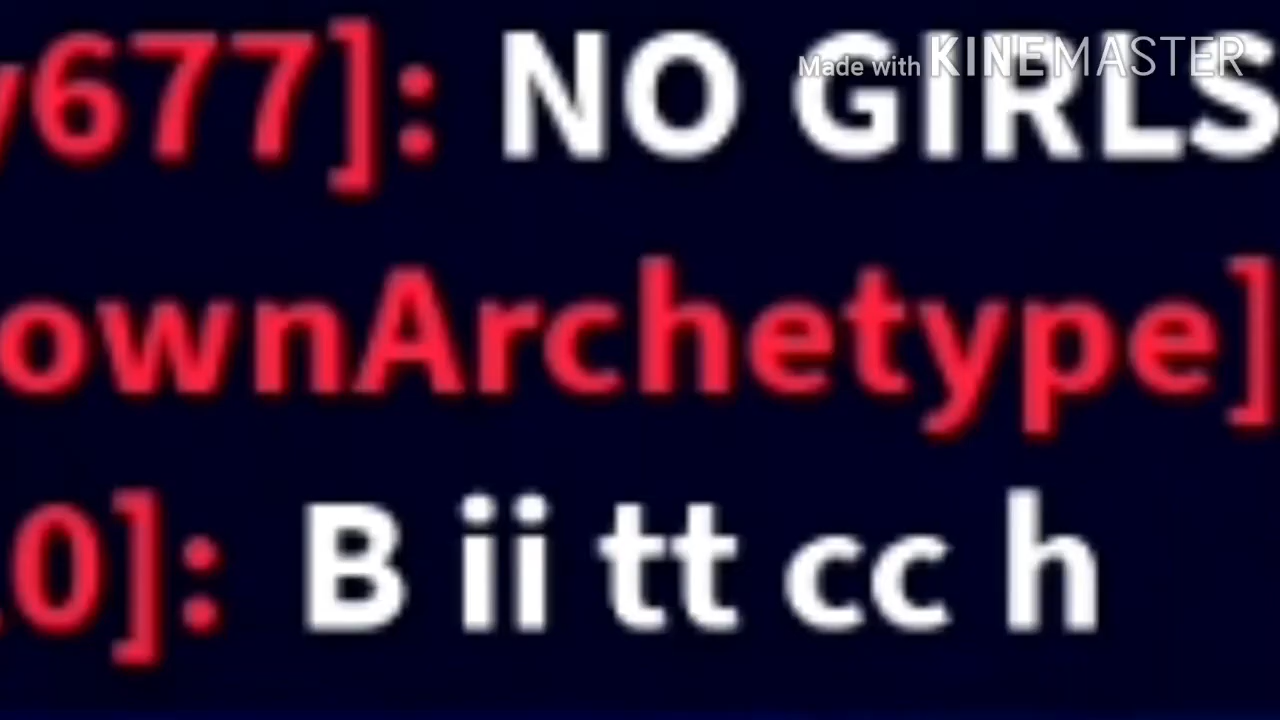 y677]: NO GIRLS
Made with KINEMASTER
ownArchetype]
0]: B ii tt cc h